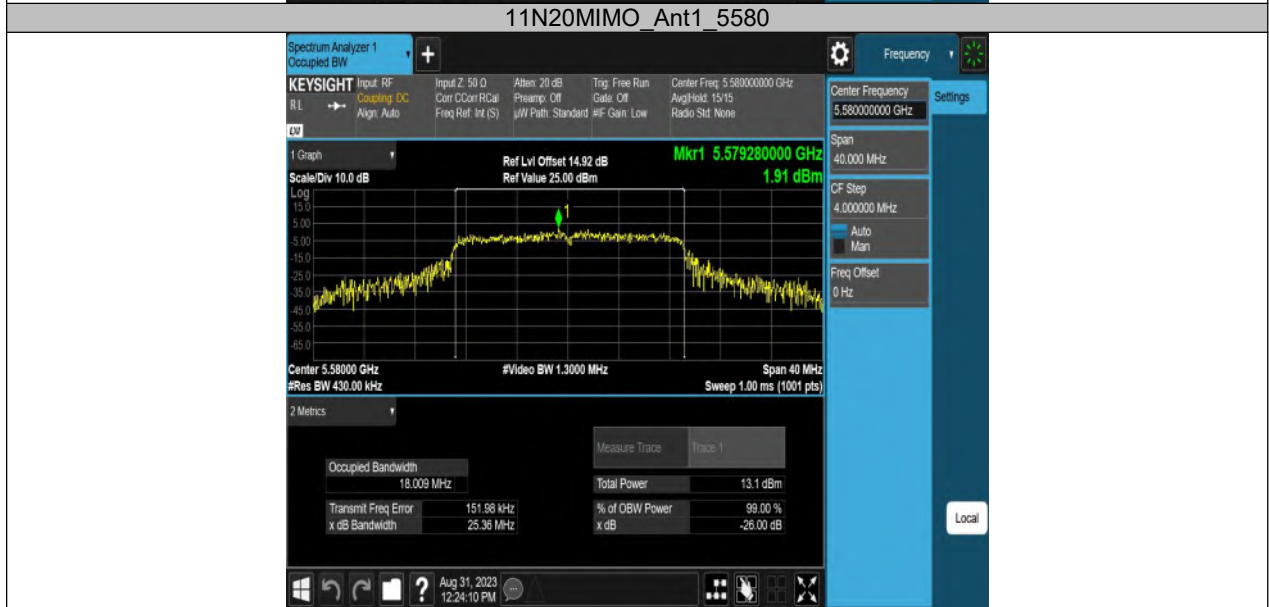 11N20MIMO_Ant1_5580
Spectrum Analyzer 1
Occupied BW
+
Frequency
KEYSIGHT Input: RF Input Z: 50 Ω Atten: 20 dB Trig: Free Run Center Freq: 5.580000000 GHz
RL Coupling: DC Corr CCorr RCal Preamp: Off Gate: Off Avg|Hold: 15/15
Align: Auto Freq Ref: Int (S) µW Path: Standard #IF Gain: Low Radio Std: None
LXI
Center Frequency
5.580000000 GHz
Settings
Span
40.000 MHz
CF Step
4.000000 MHz
Auto
Man
Freq Offset
0 Hz
1 Graph
Ref Lvl Offset 14.92 dB
Mkr1 5.579280000 GHz
Scale/Div 10.0 dB
Ref Value 25.00 dBm
1.91 dBm
Log
15.0
5.00
-5.00
-15.0
-25.0
-35.0
-45.0
-55.0
-65.0
1
Center 5.58000 GHz #Video BW 1.3000 MHz Span 40 MHz
#Res BW 430.00 kHz Sweep 1.00 ms (1001 pts)
2 Metrics
Measure Trace Trace 1
Occupied Bandwidth
18.009 MHz
Total Power 13.1 dBm
Transmit Freq Error 151.98 kHz % of OBW Power 99.00 %
x dB Bandwidth 25.36 MHz x dB -26.00 dB
Local
?
Aug 31, 2023
12:24:10 PM